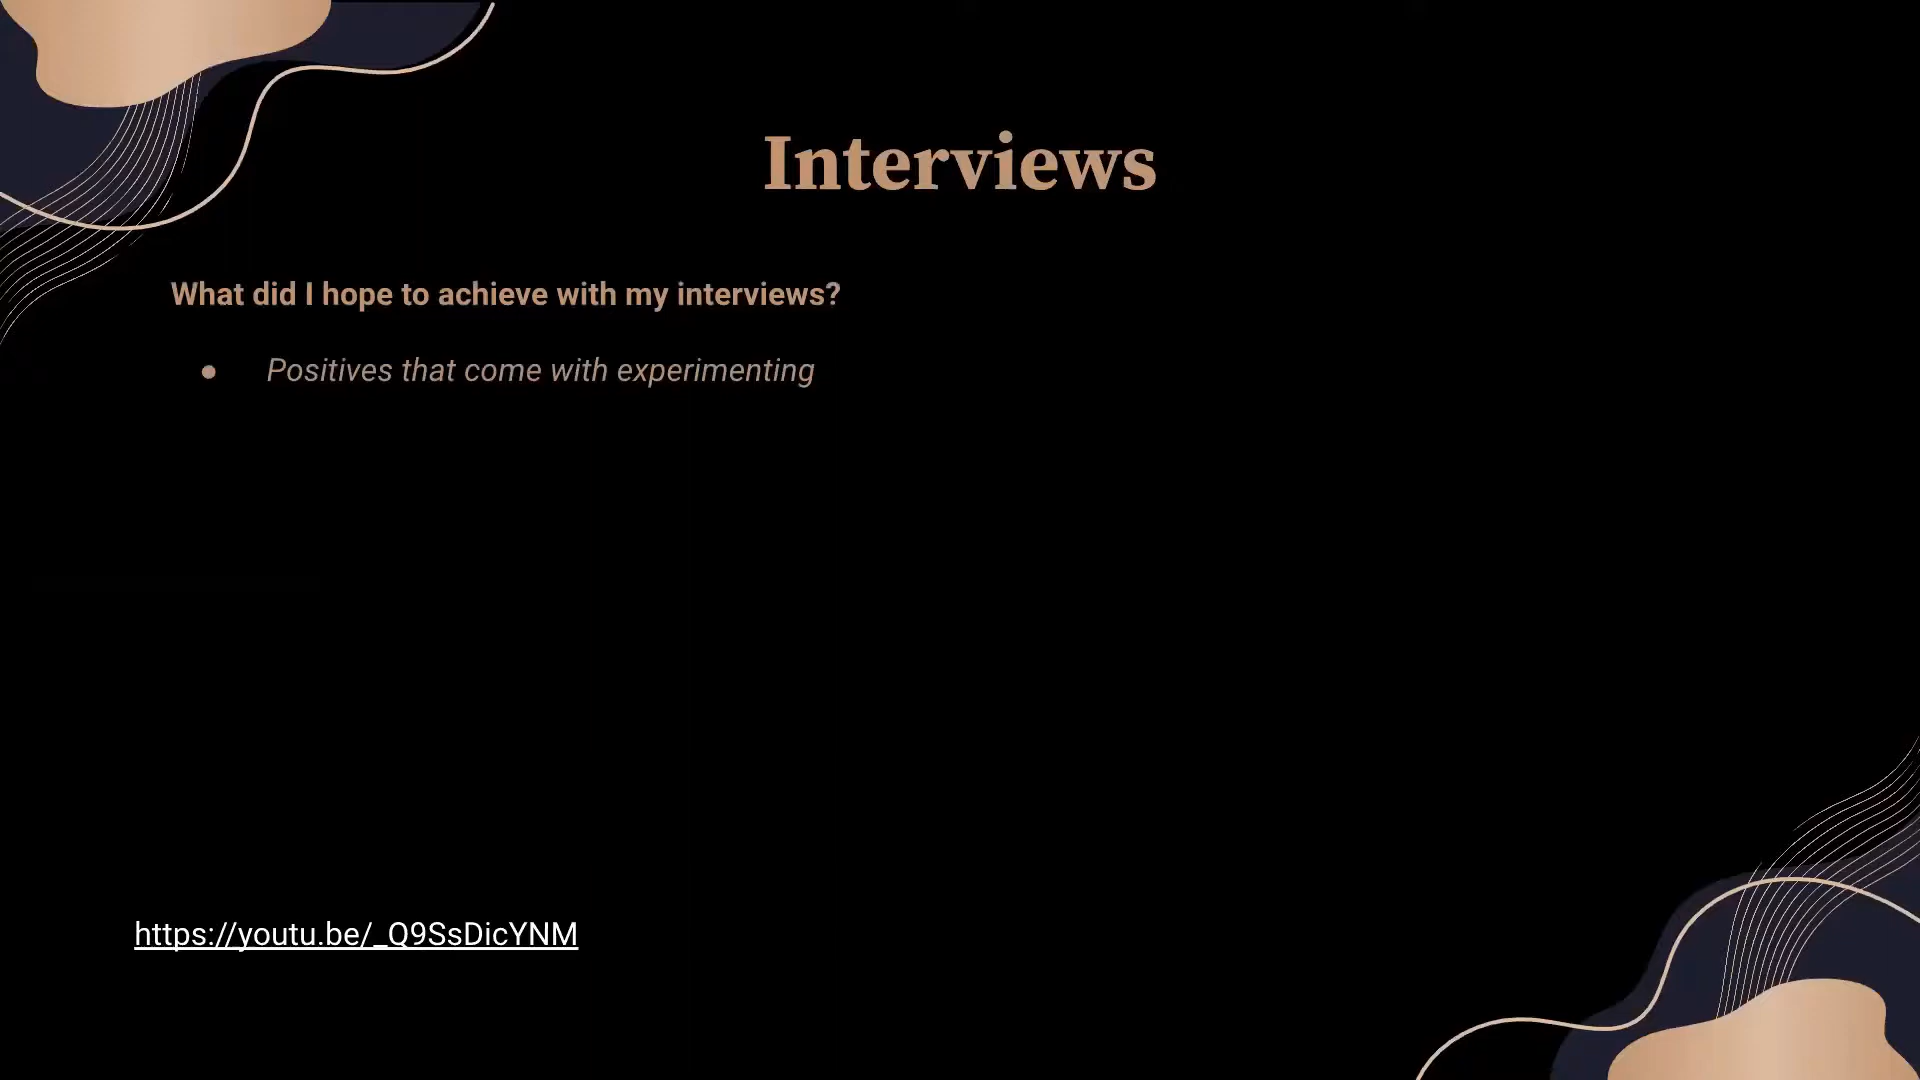 Interviews
What did I hope to achieve with my interviews?
● Positives that come with experimenting
https://youtu.be/_Q9SsDicYNM